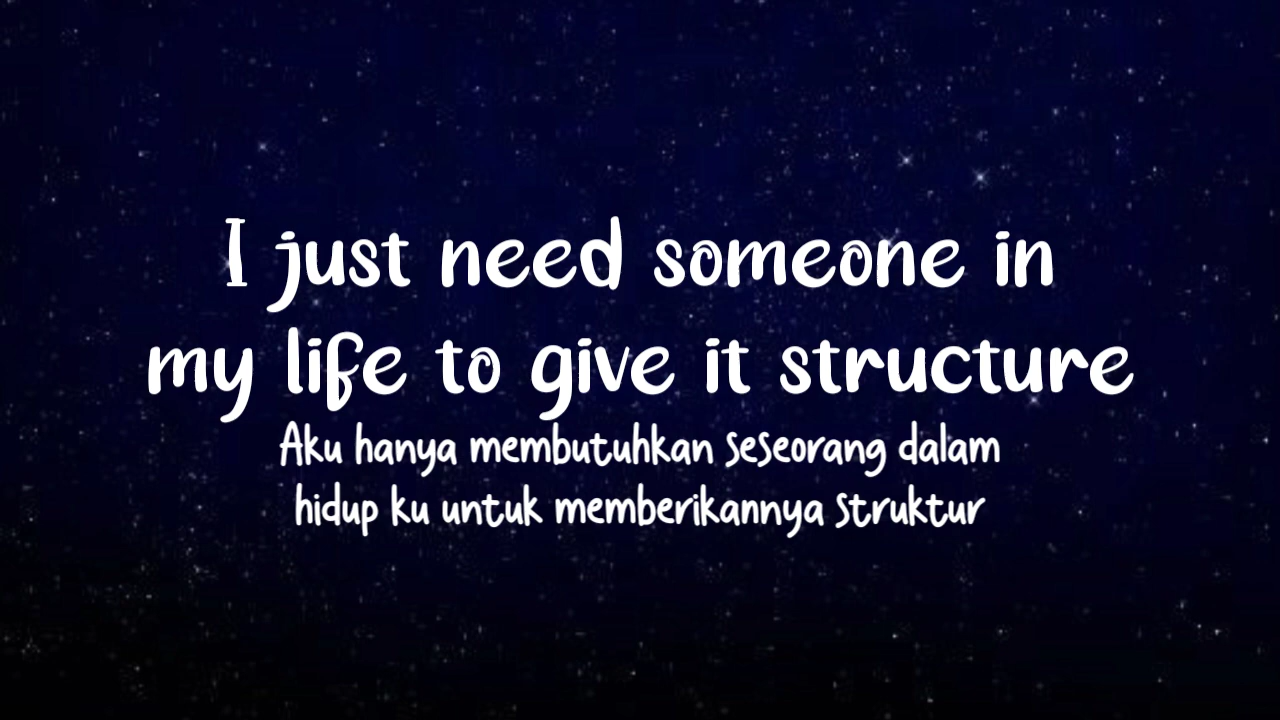 I just need someone in
my life to give it structure
Aku hanya membutuhkan seseorang dalam
hidup ku untuk memberikannya struktur